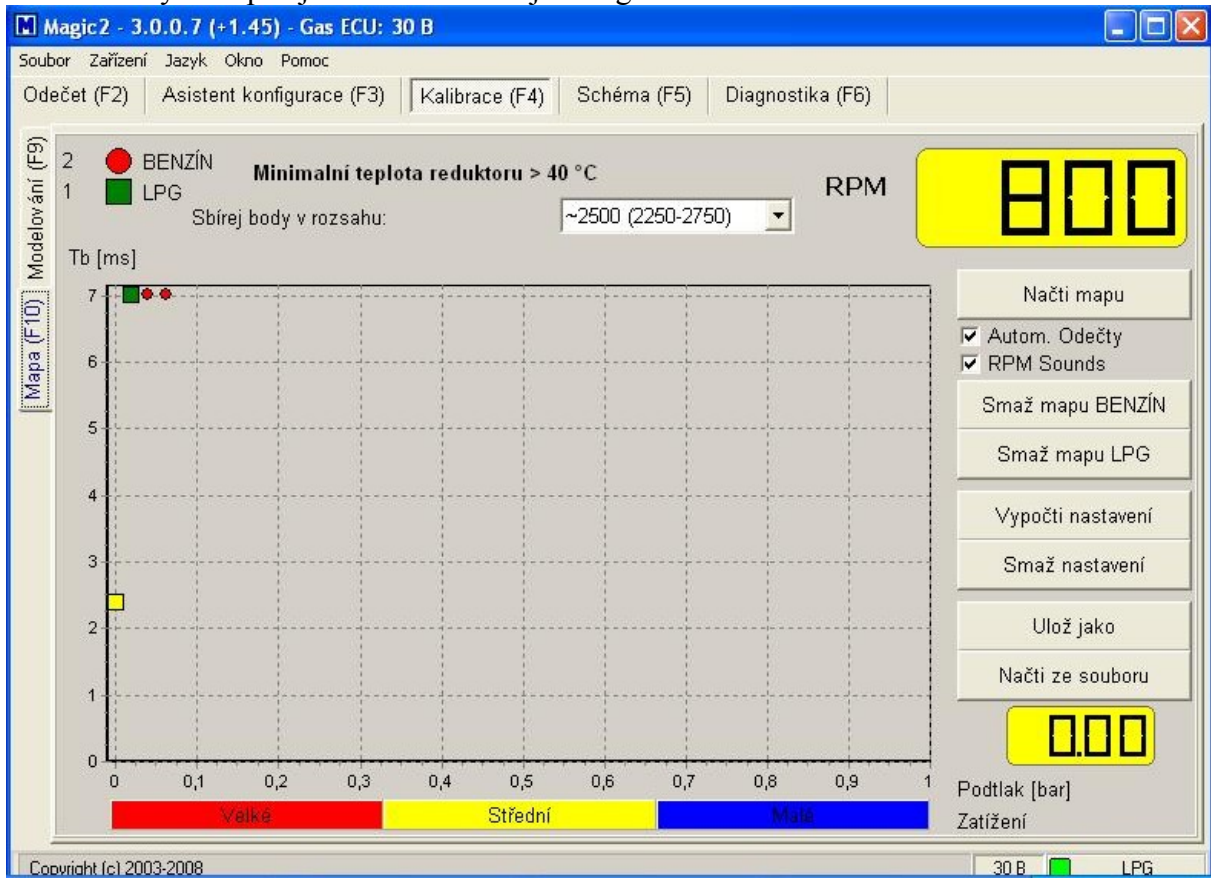 Magic2 - 3.0.0.7 (+1.45) - Gas ECU: 30 B
Soubor Zařízení Jazyk Okno Pomoc
Odečet (F2) Asistent konfigurace (F3) Kalibrace (F4) Schéma (F5) Diagnostika (F6)
Modelování (F9)
Mapa (F10)
2 BENZÍN
1 LPG
Minimalní teplota reduktoru > 40 °C
RPM 800
Sbírej body v rozsahu: ~2500 (2250-2750)
Tb [ms]
7
6
5
4
3
2
1
0
0 0,1 0,2 0,3 0,4 0,5 0,6 0,7 0,8 0,9 1
Velké Střední Malé
Načti mapu
Autom. Odečty
RPM Sounds
Smaž mapu BENZÍN
Smaž mapu LPG
Vypočti nastavení
Smaž nastavení
Ulož jako
Načti ze souboru
0.00
Podtlak [bar]
Zatížení
Copyright (c) 2003-2008 30 B LPG